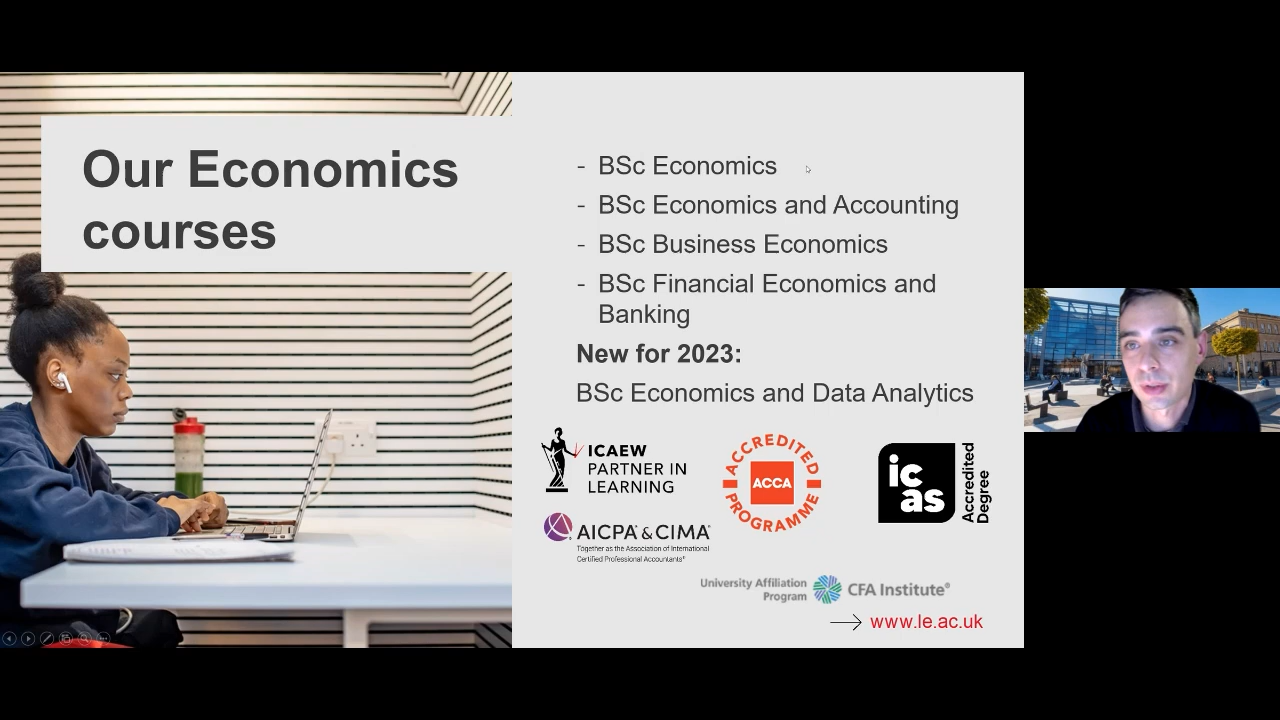 Our Economics
courses
- BSc Economics
- BSc Economics and Accounting
- BSc Business Economics
- BSc Financial Economics and
Banking
New for 2023:
BSc Economics and Data Analytics
ICAEW
PARTNER IN
LEARNING
ACCREDITED
ACCA
PROGRAMME
ic
as
Accredited
Degree
AICPA® & CIMA®
Together as the Association of International
Certified Professional Accountants®
University Affiliation
Program
CFA Institute®
www.le.ac.uk